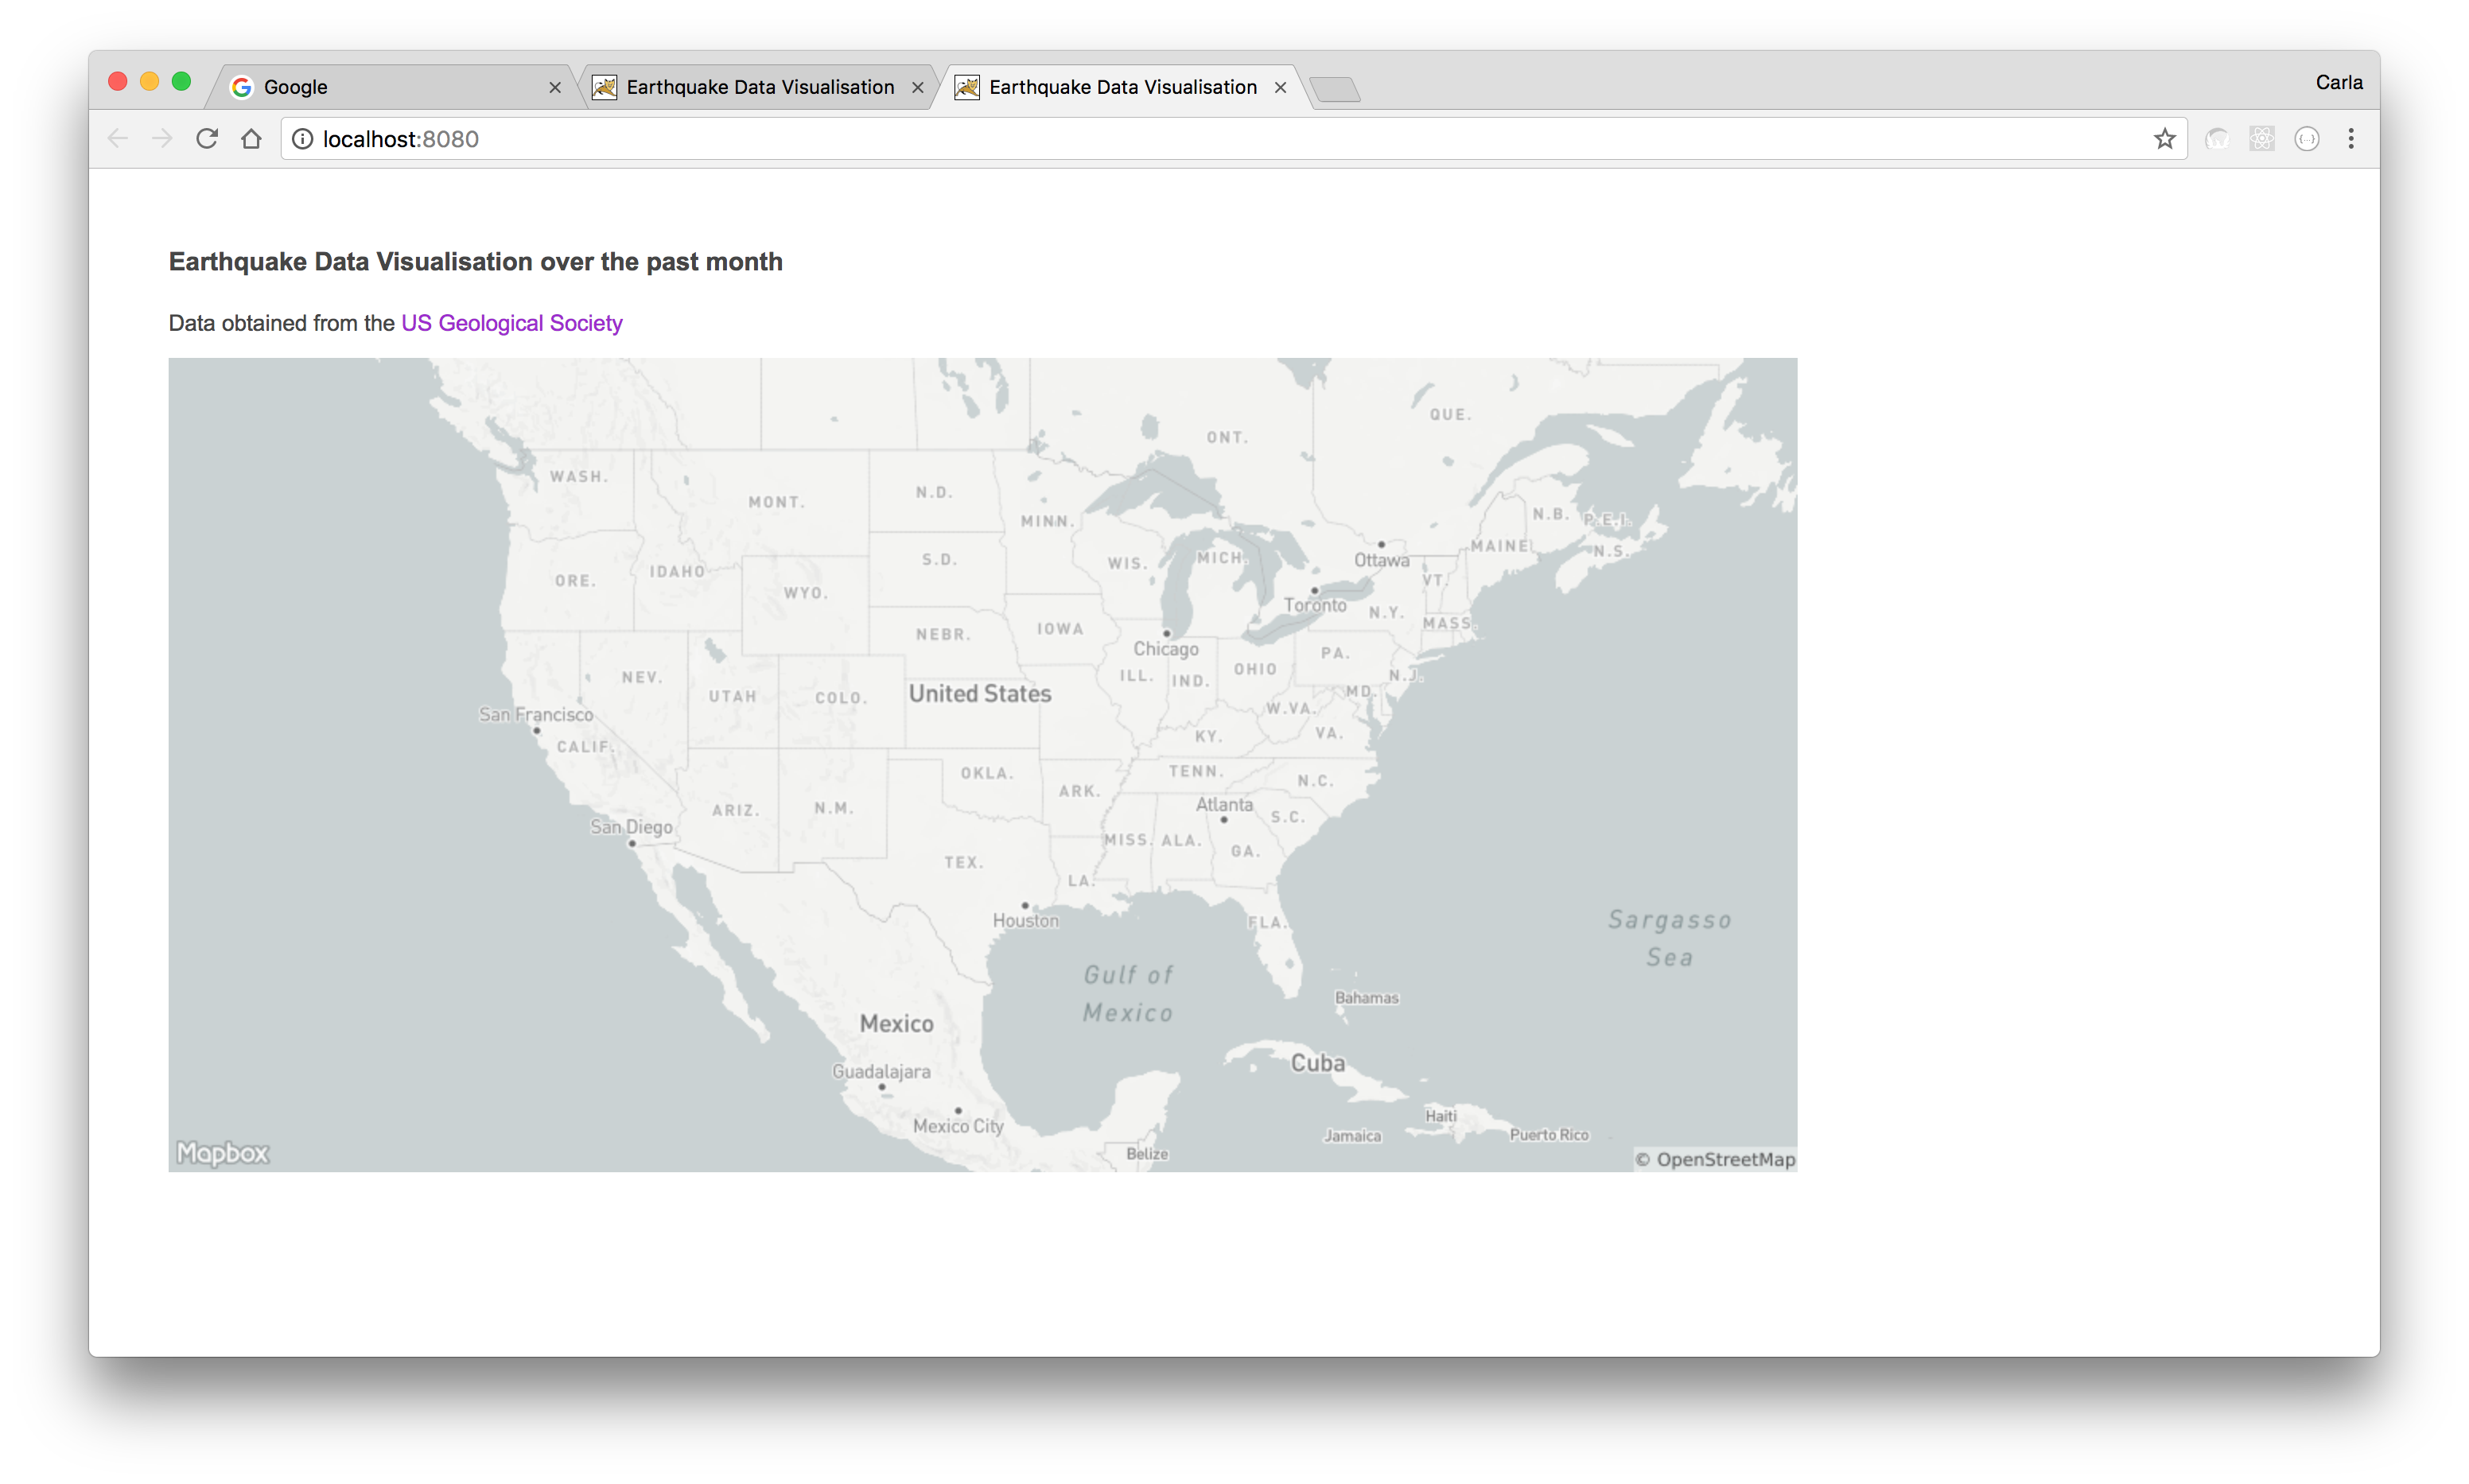 Google
Earthquake Data Visualisation
Earthquake Data Visualisation
Carla
localhost:8080
Earthquake Data Visualisation over the past month
Data obtained from the US Geological Society
QUE.
ONT.
WASH.
MONT.
N.D.
MINN.
N.B.
P.E.I.
MAINE
N.S.
Ottawa
MICH.
WIS.
S.D.
IDAHO
ORE.
VT.
WYO.
Toronto
N.Y.
MASS.
IOWA
NEBR.
Chicago
PA.
OHIO
ILL.
IND.
N.J.
NEV.
UTAH
COLO.
United States
MD.
W.VA.
San Francisco
VA.
KY.
CALIF.
OKLA.
TENN.
N.C.
ARK.
Atlanta
ARIZ.
N.M.
S.C.
San Diego
MISS.
ALA.
GA.
TEX.
LA.
Houston
FLA.
Sargasso
Sea
Gulf of
Mexico
Bahamas
Mexico
Cuba
Guadalajara
Haiti
Mexico City
Jamaica
Puerto Rico
Belize
Mapbox
© OpenStreetMap